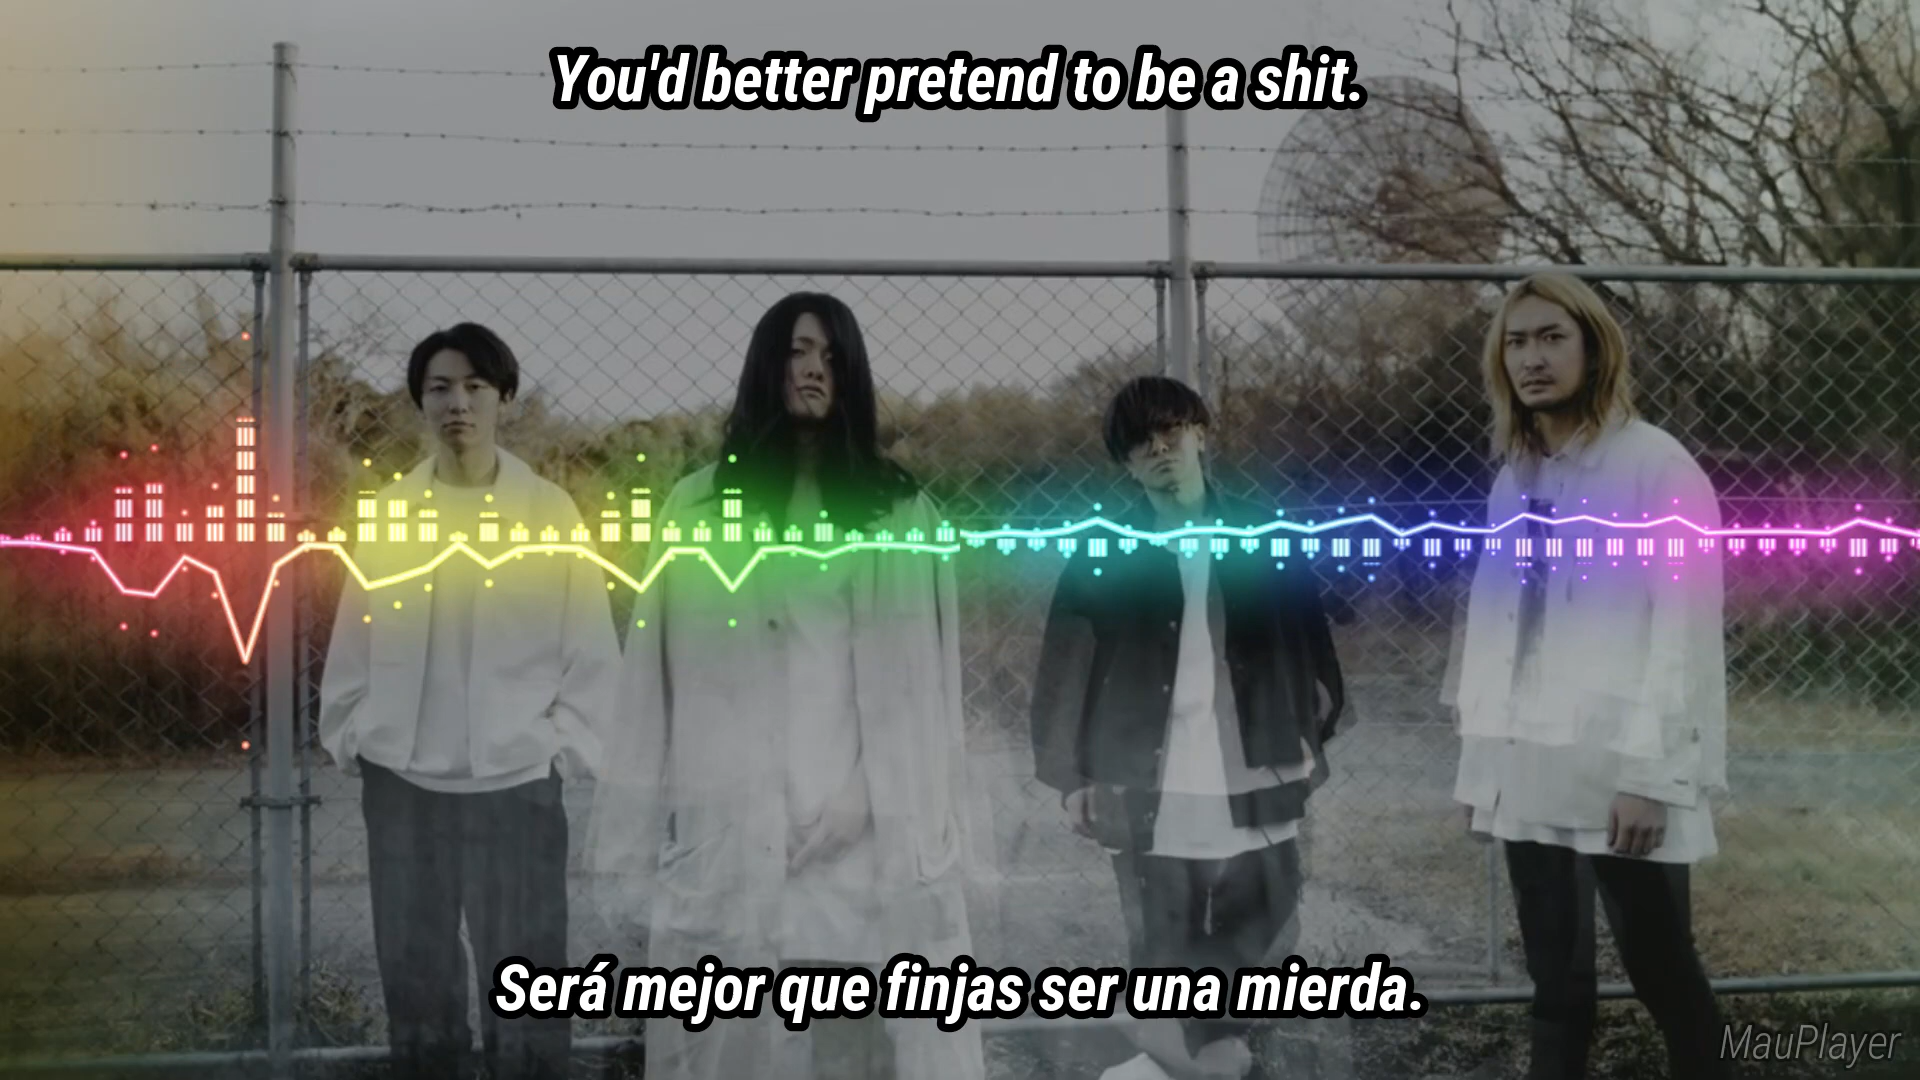 You'd better pretend to be a shit.
Será mejor que finjas ser una mierda.
MauPlayer